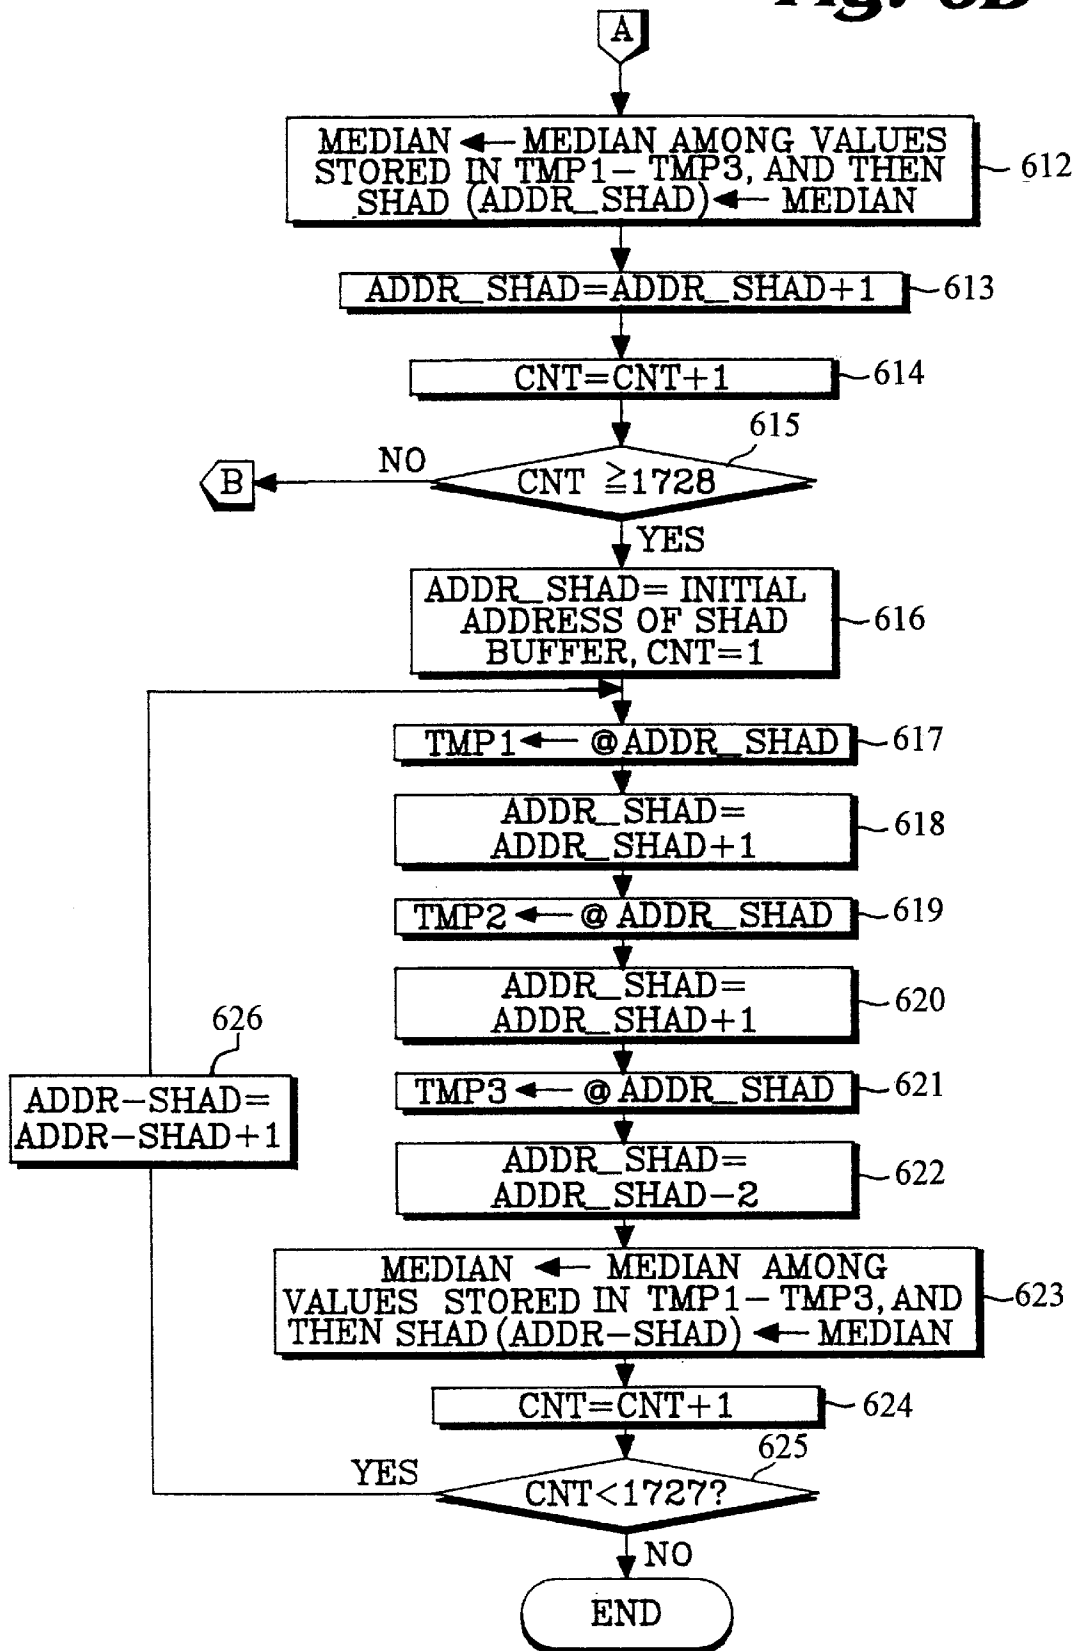 A
MEDIAN ← MEDIAN AMONG VALUES
STORED IN TMP1－TMP3, AND THEN
SHAD (ADDR_SHAD) ← MEDIAN
612
ADDR_SHAD=ADDR_SHAD+1
613
CNT=CNT+1
614
615
CNT ≧1728
NO
B
YES
ADDR_SHAD= INITIAL
ADDRESS OF SHAD
BUFFER, CNT=1
616
TMP1 ← @ ADDR_SHAD
617
ADDR_SHAD=
ADDR_SHAD+1
618
TMP2 ← @ ADDR_SHAD
619
ADDR_SHAD=
ADDR_SHAD+1
620
626
ADDR-SHAD=
ADDR-SHAD+1
TMP3 ← @ ADDR_SHAD
621
ADDR_SHAD=
ADDR_SHAD-2
622
MEDIAN ← MEDIAN AMONG
VALUES STORED IN TMP1-TMP3, AND
THEN SHAD (ADDR-SHAD) ← MEDIAN
623
CNT=CNT+1
624
625
YES
CNT<1727?
NO
END